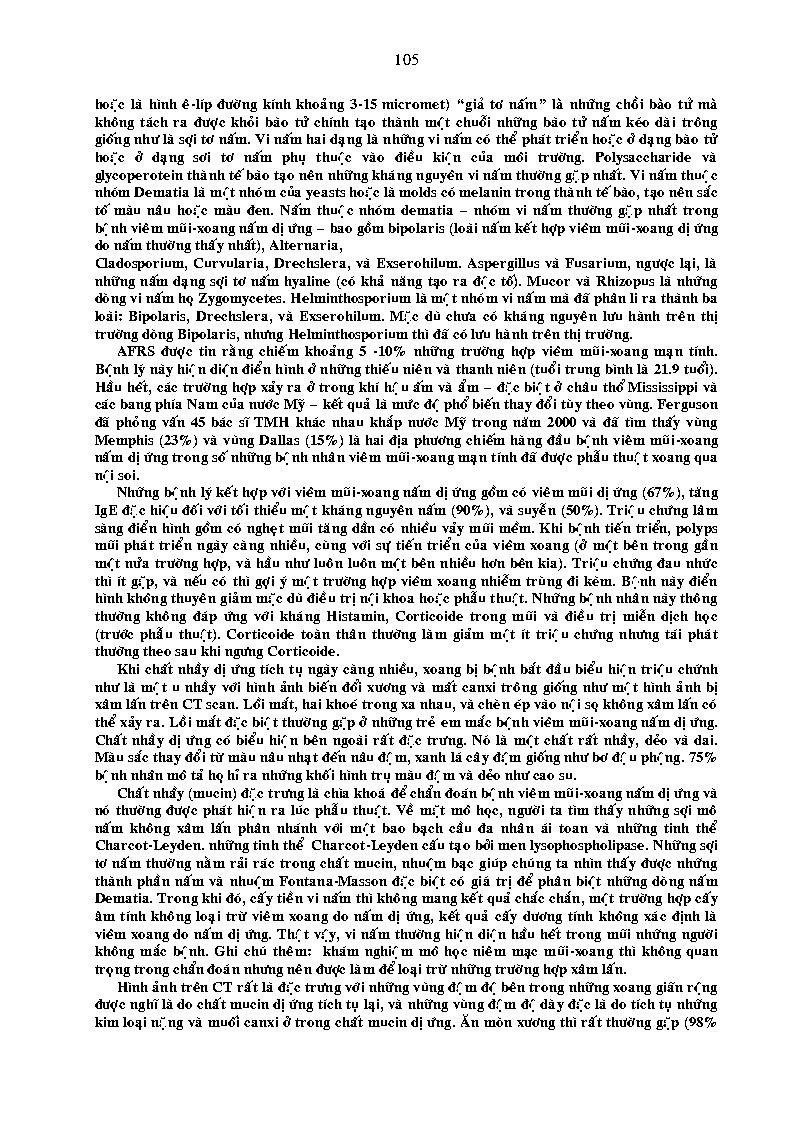 105
hoặc là hình ê-líp đường kính khoảng 3-15 micromet) “giả tơ nấm” là những chồi bào tử mà
không tách ra được khỏi bào tử chính tạo thành một chuỗi những bào tử nấm kéo dài trông
giống như là sợi tơ nấm. Vi nấm hai dạng là những vi nấm có thể phát triển hoặc ở dạng bào tử
hoặc ở dạng sơi tơ nấm phụ thuộc vào điều kiện của môi trường. Polysaccharide và
glycoperotein thành tế bào tạo nên những kháng nguyên vi nấm thường gặp nhất. Vi nấm thuộc
nhóm Dematia là một nhóm của yeasts hoặc là molds có melanin trong thành tế bào, tạo nên sắc
tố màu nâu hoặc màu đen. Nấm thuộc nhóm dematia – nhóm vi nấm thường gặp nhất trong
bệnh viêm mũi-xoang nấm dị ứng – bao gồm bipolaris (loài nấm kết hợp viêm mũi-xoang dị ứng
do nấm thường thấy nhất), Alternaria,
Cladosporium, Curvularia, Drechslera, và Exserohilum. Aspergillus và Fusarium, ngược lại, là
những nấm dạng sợi tơ nấm hyaline (có khả năng tạo ra độc tố). Mucor và Rhizopus là những
dòng vi nấm họ Zygomycetes. Helminthosporium là một nhóm vi nấm mà đã phân li ra thành ba
loài: Bipolaris, Drechslera, và Exserohilum. Mặc dù chưa có kháng nguyên lưu hành trên thị
trường dòng Bipolaris, nhưng Helminthosporium thì đã có lưu hành trên thị trường.
AFRS được tin rằng chiếm khoảng 5 -10% những trường hợp viêm mũi-xoang mạn tính.
Bệnh lý này hiện diện điển hình ở những thiếu niên và thanh niên (tuổi trung bình là 21.9 tuổi).
Hầu hết, các trường hợp xảy ra ở trong khí hậu ấm và ẩm – đặc biệt ở châu thổ Mississippi và
các bang phía Nam của nước Mỹ – kết quả là mức độ phổ biến thay đổi tùy theo vùng. Ferguson
đã phỏng vấn 45 bác sĩ TMH khác nhau khắp nước Mỹ trong năm 2000 và đã tìm thấy vùng
Memphis (23%) và vùng Dallas (15%) là hai địa phương chiếm hàng đầu bệnh viêm mũi-xoang
nấm dị ứng trong số những bệnh nhân viêm mũi-xoang mạn tính đã được phẫu thuật xoang qua
nội soi.
Những bệnh lý kết hợp với viêm mũi-xoang nấm dị ứng gồm có viêm mũi dị ứng (67%), tăng
IgE đặc hiệu đối với tối thiểu một kháng nguyên nấm (90%), và suyễn (50%). Triệu chứng lâm
sàng điển hình gồm có nghẹt mũi tăng dần có nhiều vảy mũi mềm. Khi bệnh tiến triển, polyps
mũi phát triển ngày càng nhiều, cùng với sự tiến triển của viêm xoang (ở một bên trong gần
một nửa trường hợp, và hầu như luôn luôn một bên nhiều hơn bên kia). Triệu chứng đau nhức
thì ít gặp, và nếu có thì gợi ý một trường hợp viêm xoang nhiễm trùng đi kèm. Bệnh này điển
hình không thuyên giảm mặc dù điều trị nội khoa hoặc phẫu thuật. Những bệnh nhân này thông
thường không đáp ứng với kháng Histamin, Corticoide trong mũi và điều trị miễn dịch học
(trước phẫu thuật). Corticoide toàn thân thường làm giảm một ít triệu chứng nhưng tái phát
thường theo sau khi ngưng Corticoide.
Khi chất nhầy dị ứng tích tụ ngày càng nhiều, xoang bị bệnh bắt đầu biểu hiện triệu chứnh
như là một u nhầy với hình ảnh biến đổi xương và mất canxi trông giống như một hình ảnh bị
xâm lấn trên CT scan. Lồi mắt, hai khoé trong xa nhau, và chèn ép vào nội sọ không xâm lấn có
thể xảy ra. Lồi mắt đặc biệt thường gặp ở những trẻ em mắc bệnh viêm mũi-xoang nấm dị ứng.
Chất nhầy dị ứng có biểu hiện bên ngoài rất đặc trưng. Nó là một chất rất nhầy, dẻo và dai.
Màu sắc thay đổi từ màu nâu nhạt đến nâu đậm, xanh lá cây đậm giống như bơ đậu phộng. 75%
bệnh nhân mô tả họ hỉ ra những khối hình trụ màu đậm và dẻo như cao su.
Chất nhầy (mucin) đặc trưng là chìa khoá để chẩn đoán bệnh viêm mũi-xoang nấm dị ứng và
nó thường được phát hiện ra lúc phẫu thuật. Về mặt mô học, người ta tìm thấy những sợi mô
nấm không xâm lấn phân nhánh với một bao bạch cầu đa nhân ái toan và những tinh thể
Charcot-Leyden. những tinh thể  Charcot-Leyden cấu tạo bởi men lysophospholipase. Những sợi
tơ nấm thường nằm rải rác trong chất mucin, nhuộm bạc giúp chúng ta nhìn thấy được những
thành phần nấm và nhuộm Fontana-Masson đặc biệt có giá trị để phân biệt những dòng nấm
Dematia. Trong khi đó, cấy tiền vi nấm thì không mang kết quả chắc chắn, một trường hợp cấy
âm tính không loại trừ viêm xoang do nấm dị ứng, kết quả cấy dương tính không xác định là
viêm xoang do nấm dị ứng. Thật vậy, vi nấm thường hiện diện hầu hết trong mũi những người
không mắc bệnh. Ghi chú thêm:  khám nghiệm mô học niêm mạc mũi-xoang thì không quan
trọng trong chẩn đoán nhưng nên được làm để loại trừ những trường hợp xâm lấn.
Hình ảnh trên CT rất là đặc trưng với những vùng đậm độ bên trong những xoang giãn rộng
được nghĩ là do chất mucin dị ứng tích tụ lại, và những vùng đậm độ dày đặc là do tích tụ những
kim loại nặng và muối canxi ở trong chất mucin dị ứng. Ăn mòn xương thì rất thường gặp (98%